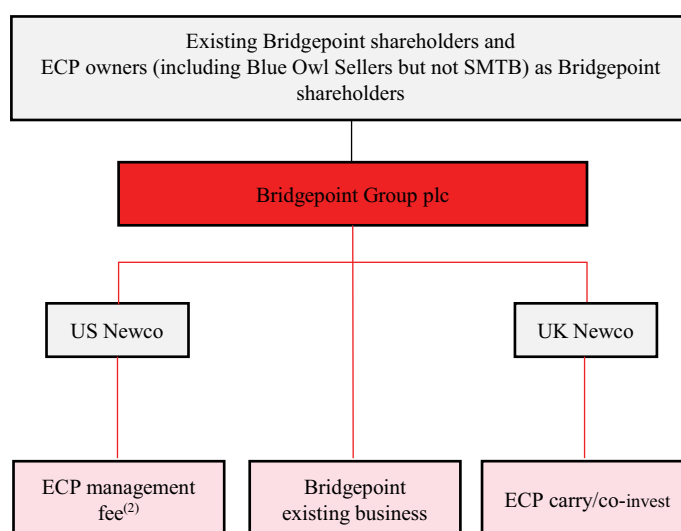 Existing Bridgepoint shareholders and
ECP owners (including Blue Owl Sellers but not SMTB) as Bridgepoint
shareholders
Bridgepoint Group plc
US Newco
UK Newco
ECP management
fee(2)
Bridgepoint
existing business
ECP carry/co-invest